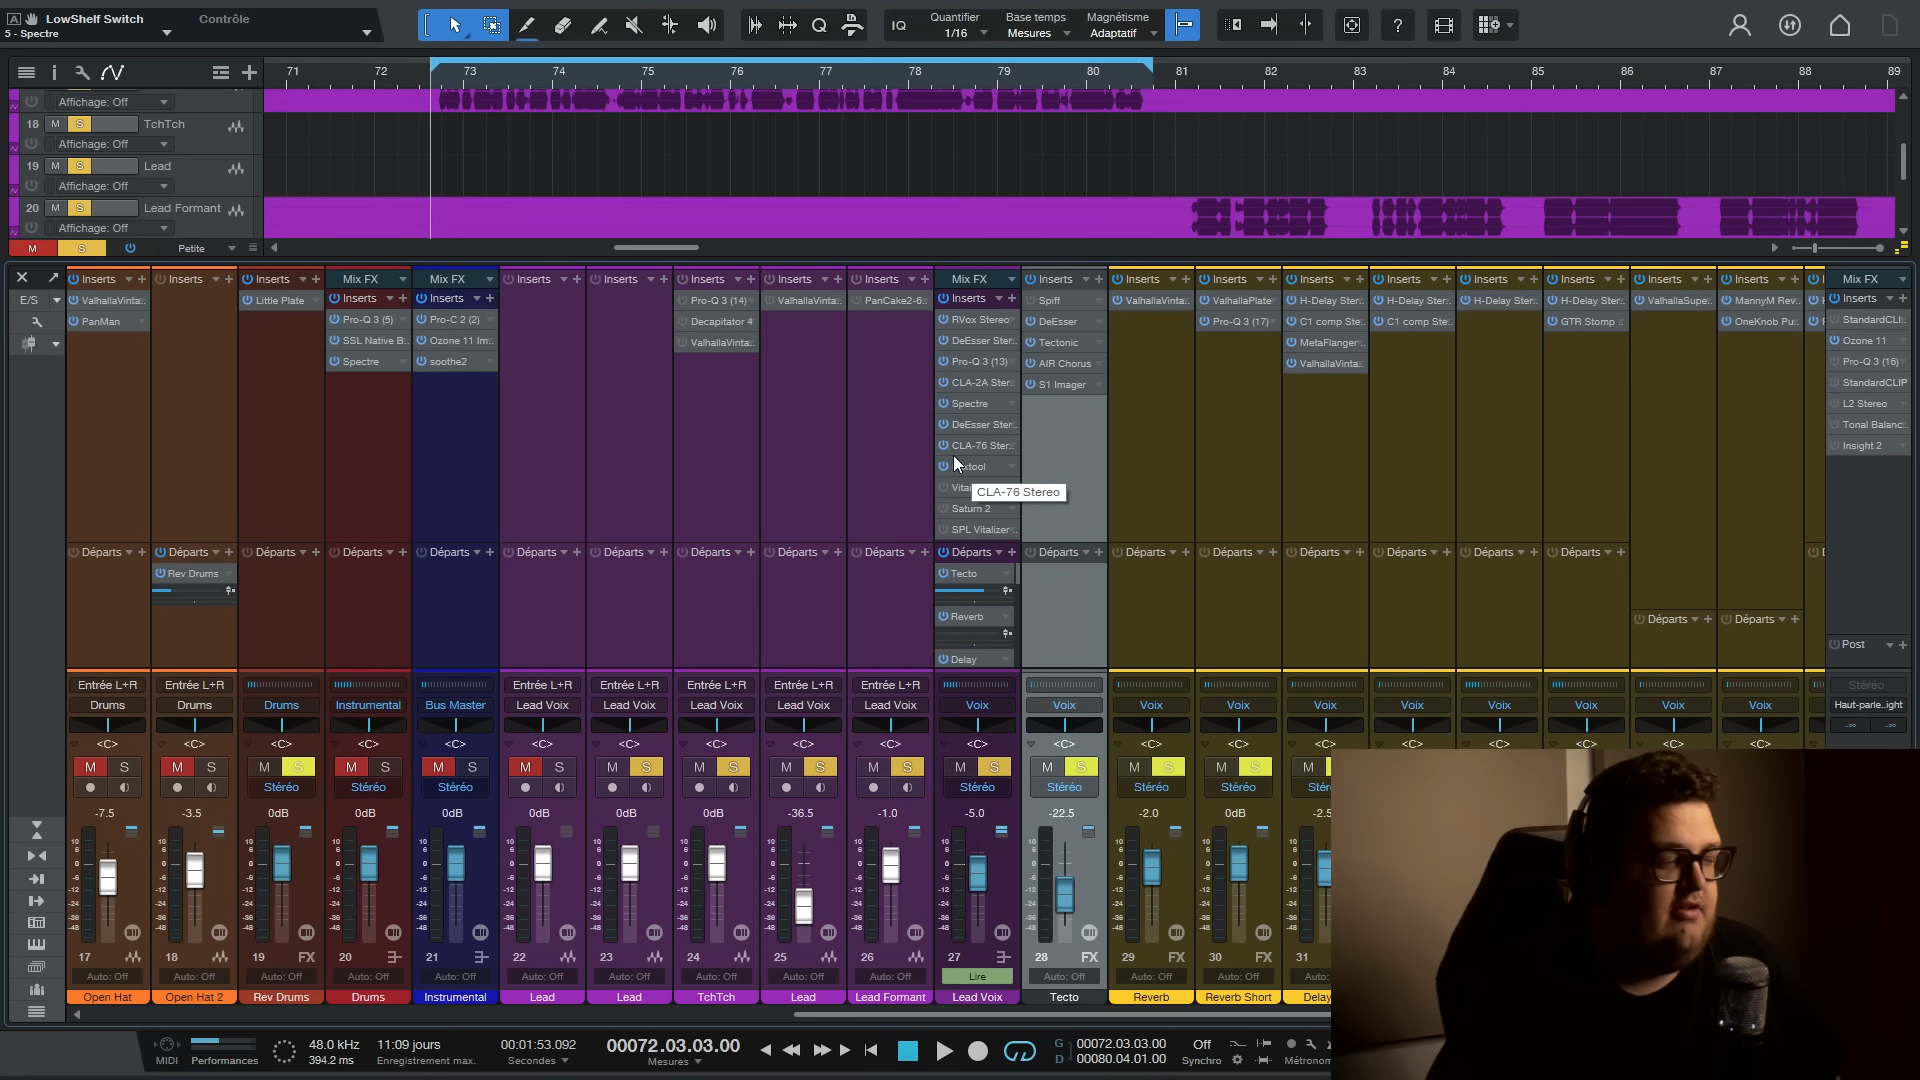 LowShelf Switch
5 - Spectre
Contrôle
IQ
Quantifier
1/16
Base temps
Mesures
Magnétisme
Adaptatif
71 72 73 74 75 76 77 78 79 80 81 82 83 84 85 86 87 88 89
Affichage: Off
18 M S TchTch
Affichage: Off
19 M S Lead
Affichage: Off
20 M S Lead Formant
Affichage: Off
M S Petite
Inserts Inserts Inserts Mix FX Mix FX Inserts Inserts Inserts Inserts Inserts Mix FX Inserts Inserts Inserts Inserts Inserts Inserts Inserts Inserts Inserts Mix FX
E/S
ValhallaVinta..
PanMan
Little Plate
Inserts
Pro-Q 3 (5)
SSL Native B..
Spectre
Inserts
Pro-C 2 (2)
Ozone 11 Im..
soothe2
Pro-Q 3 (14)
Decapitator 4
ValhallaVinta..
ValhallaVinta..
PanCake2-6..
Inserts
RVox Stereo
DeEsser Ster..
Pro-Q 3 (13)
CLA-2A Ster..
Spectre
DeEsser Ster..
CLA-76 Ster..
CLA-76 Stereo
Saturn 2
SPL Vitalizer..
Spiff
DeEsser
Tectonic
AIR Chorus
S1 Imager
ValhallaVinta..
ValhallaPlate
Pro-Q 3 (17)
H-Delay Ster..
C1 comp Ste..
MetaFlanger..
ValhallaVinta..
H-Delay Ster..
C1 comp Ste..
H-Delay Ster..
H-Delay Ster..
GTR Stomp ..
ValhallaSupe..
MannyM Rev..
OneKnob Pu..
Inserts
StandardCLI..
Ozone 11
Pro-Q 3 (16)
StandardCLIP
L2 Stereo
Tonal Balanc..
Insight 2
Départs Départs Départs Départs Départs Départs Départs Départs Départs Départs Départs Départs Départs Départs Départs Départs Départs Départs
Rev Drums
Tecto
Reverb
Delay
Départs Départs
Post
Entrée L+R Entrée L+R Entrée L+R Entrée L+R Entrée L+R Entrée L+R Entrée L+R Stéréo
Drums Drums Drums Instrumental Bus Master Lead Voix Lead Voix Lead Voix Lead Voix Lead Voix Voix Voix Voix Voix Voix Voix Voix Voix Voix Voix Haut-parle..ight
<C> <C> <C> <C> <C> <C> <C> <C> <C> <C> <C> <C> <C> <C> <C> <C> <C> <C> <C> <C>
M S M S M S M S M S M S M S M S M S M S M S M S M S M S M
Stéréo Stéréo Stéréo Stéréo Stéréo Stéréo Stéréo
-7.5 -3.5 0dB 0dB 0dB 0dB 0dB 0dB -36.5 -1.0 -5.0 -22.5 -2.0 0dB
17 18 19 FX 20 21 22 23 24 25 26 27 28 FX 29 FX 30 FX 31
Auto: Off Auto: Off Auto: Off Auto: Off Auto: Off Auto: Off Auto: Off Auto: Off Auto: Off Auto: Off Lire Auto: Off Auto: Off Auto: Off
Open Hat Open Hat 2 Rev Drums Drums Instrumental Lead Lead TchTch Lead Lead Formant Lead Voix Tecto Reverb Reverb Short Delay
MIDI
Performances
48.0 kHz
394.2 ms
11:09 jours
Enregistrement max.
00:01:53.092
Secondes
00072.03.03.00
Mesures
G 00072.03.03.00
D 00080.04.01.00
Off
Synchro